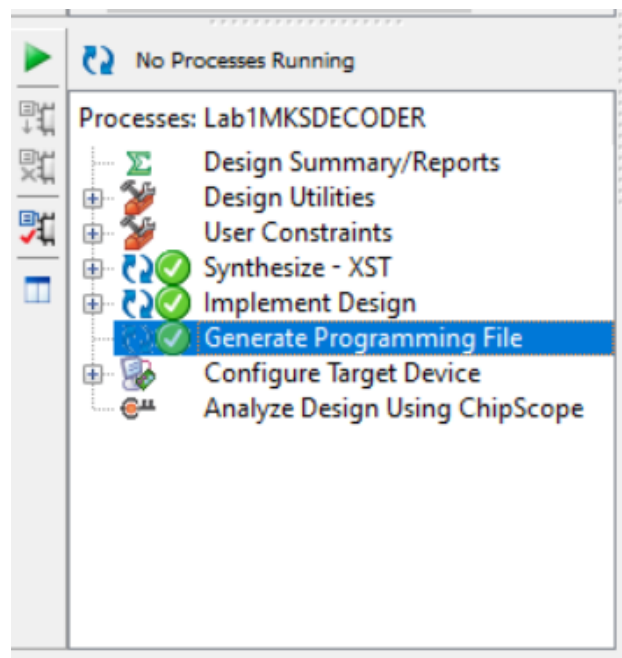 No Processes Running
Processes: Lab1MKSDECODER
Design Summary/Reports
Design Utilities
User Constraints
Synthesize - XST
Implement Design
Generate Programming File
Configure Target Device
Analyze Design Using ChipScope